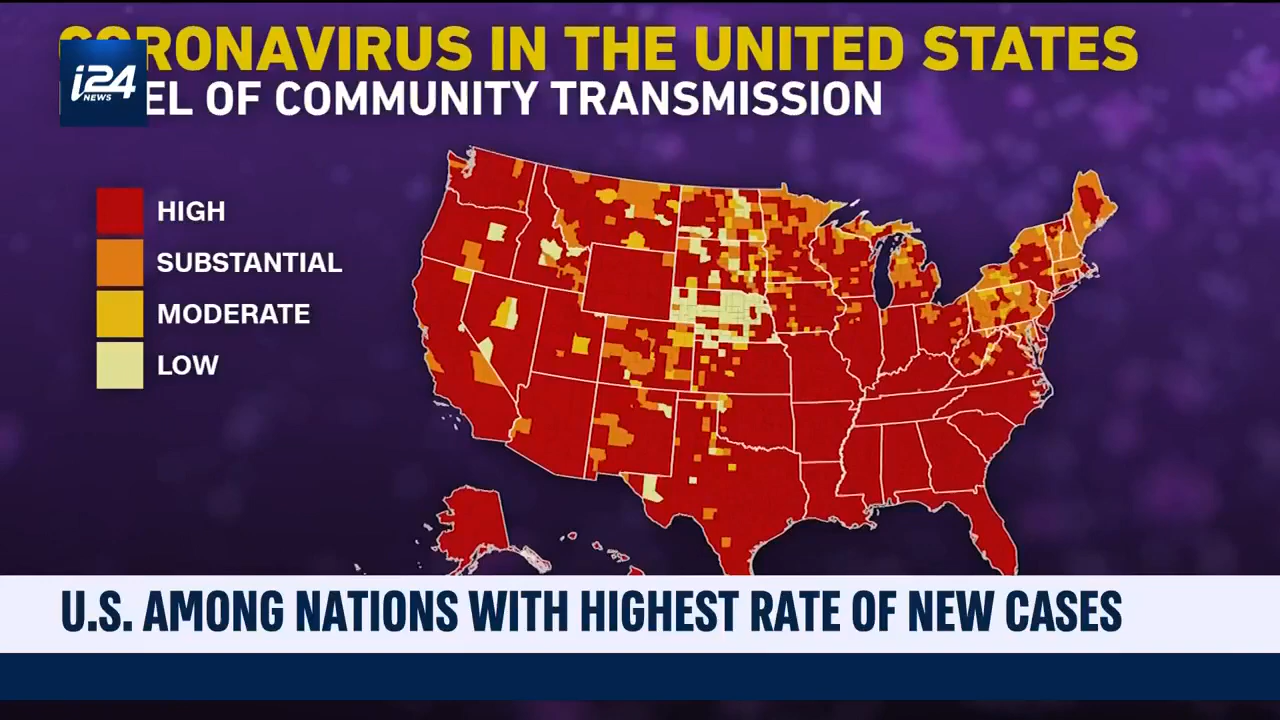 CORONAVIRUS IN THE UNITED STATES
EL OF COMMUNITY TRANSMISSION
i24
NEWS
HIGH
SUBSTANTIAL
MODERATE
LOW
U.S. AMONG NATIONS WITH HIGHEST RATE OF NEW CASES